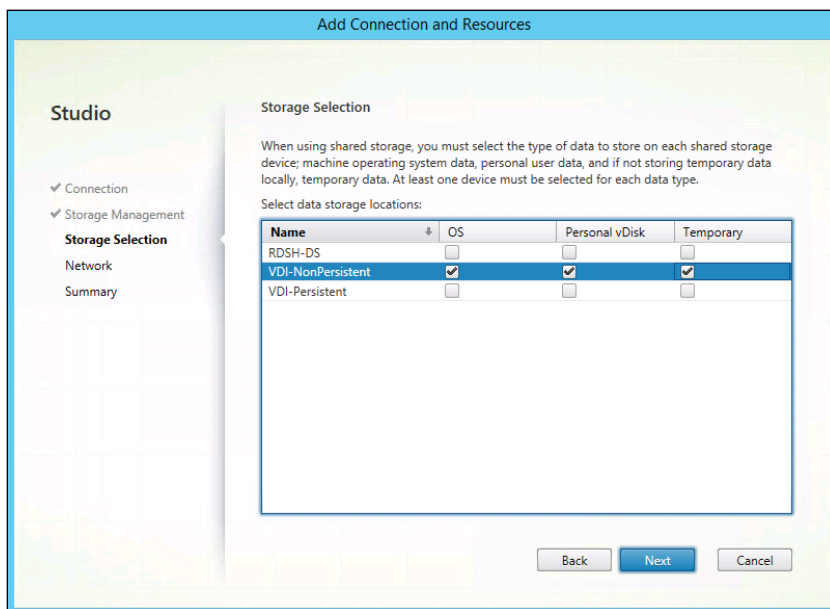 Add Connection and Resources
Studio
Connection
Storage Management
Storage Selection
Network
Summary
Storage Selection
When using shared storage, you must select the type of data to store on each shared storage
device; machine operating system data, personal user data, and if not storing temporary data
locally, temporary data. At least one device must be selected for each data type.
Select data storage locations:
Name OS Personal vDisk Temporary
RDSH-DS
VDI-NonPersistent
VDI-Persistent
Back Next Cancel